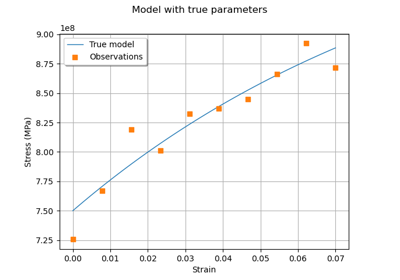 Model with true parameters
1e8
9.00
True model
Observations
8.75
8.50
8.25
8.00
7.75
7.50
7.25
Stress (MPa)
0.00 0.01 0.02 0.03 0.04 0.05 0.06 0.07
Strain